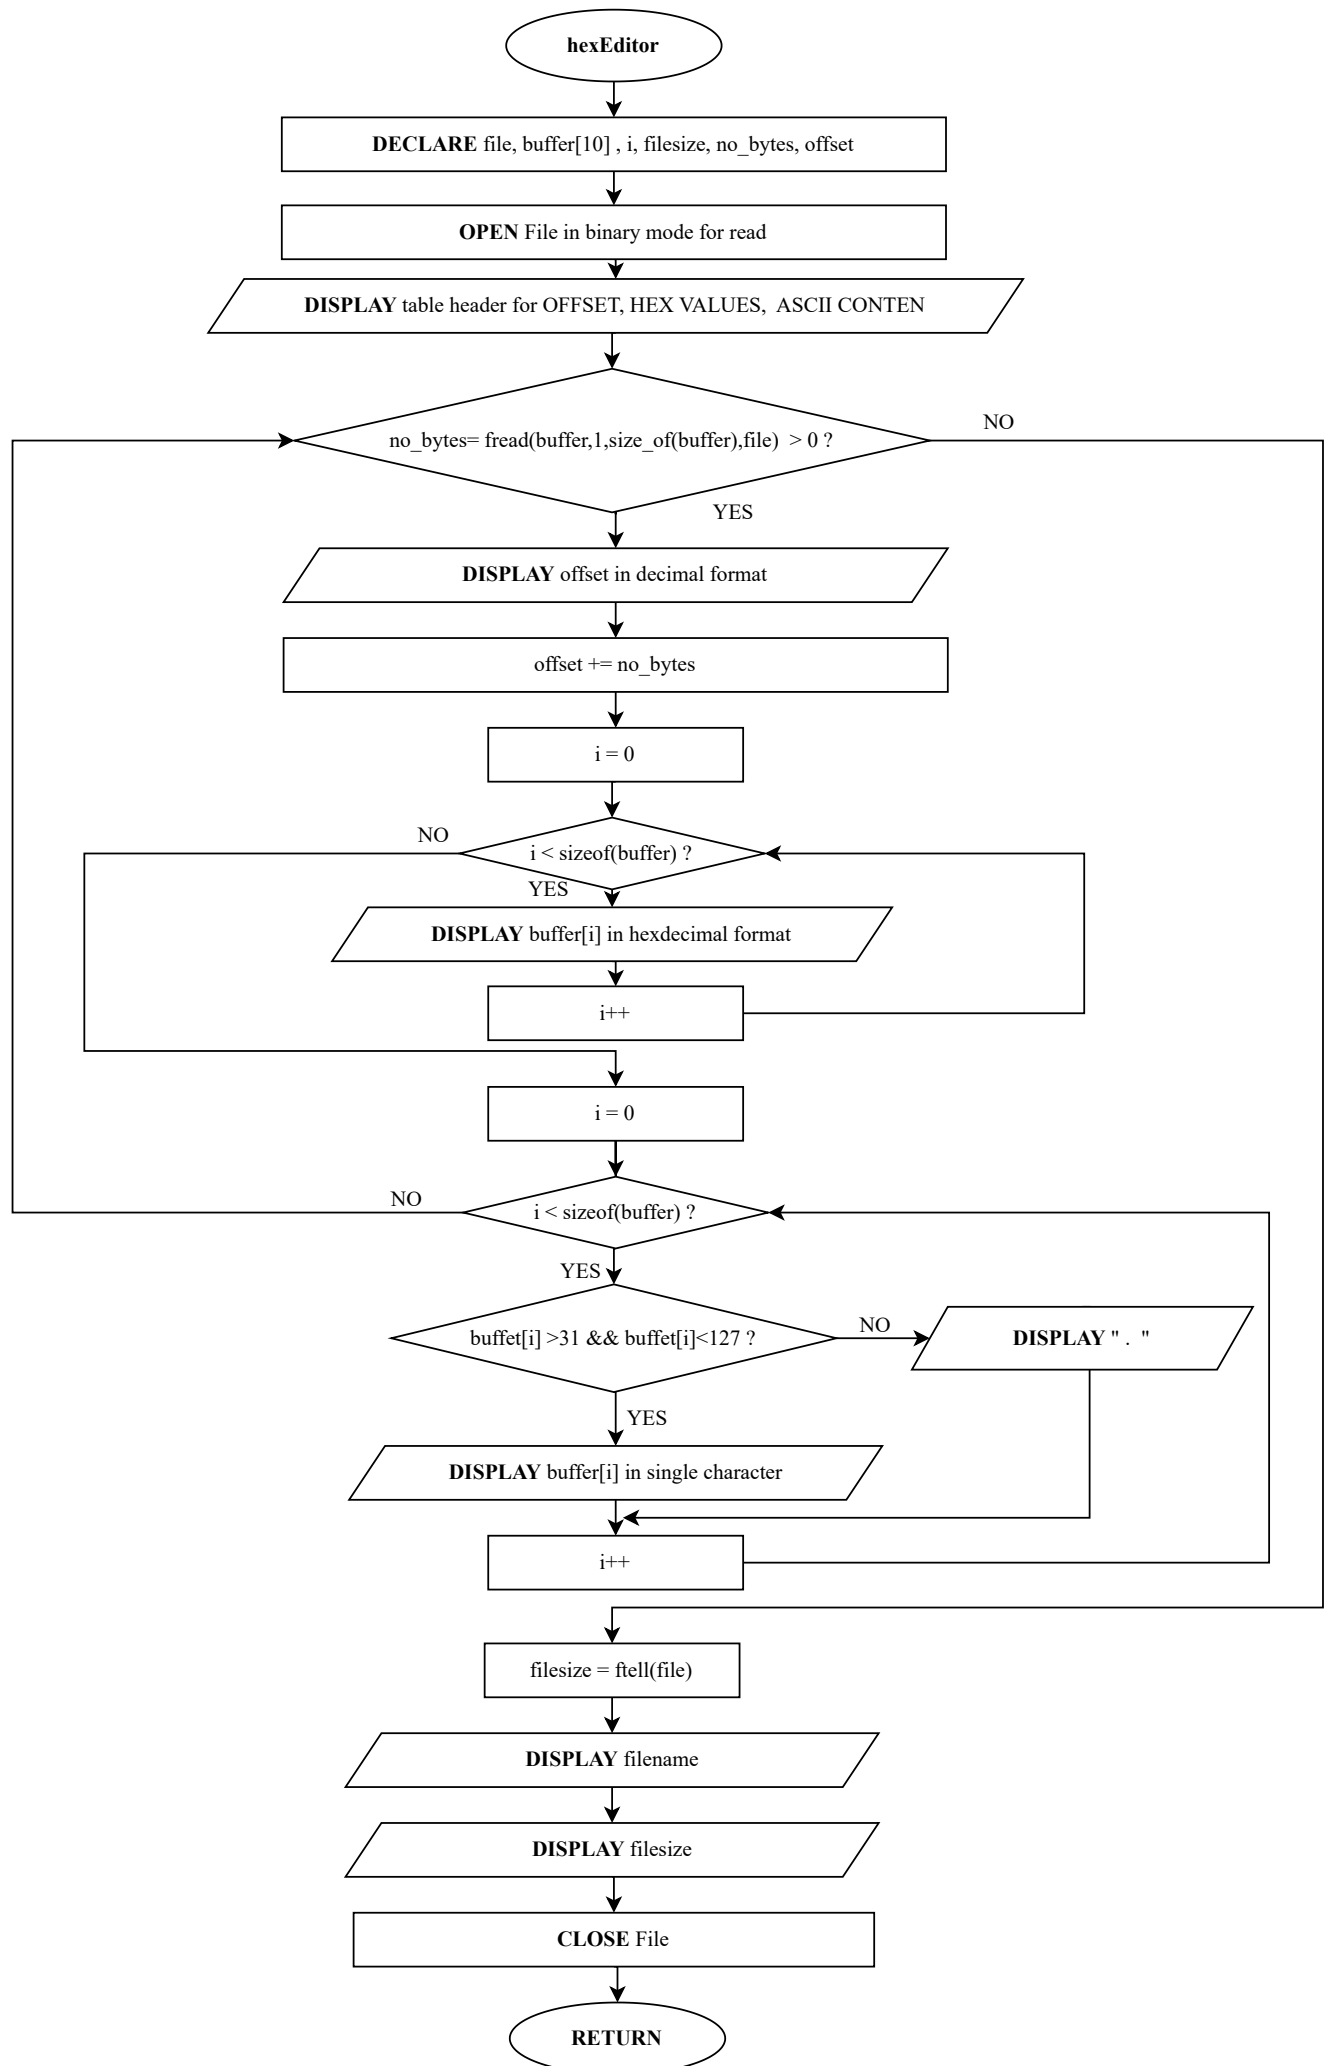 hexEditor
DECLARE file, buffer[10] , i, filesize, no_bytes, offset
OPEN File in binary mode for read
DISPLAY table header for OFFSET, HEX VALUES, ASCII CONTEN
no_bytes= fread(buffer,1,size_of(buffer),file) > 0 ?
NO
YES
DISPLAY offset in decimal format
offset += no_bytes
i = 0
NO
i < sizeof(buffer) ?
YES
DISPLAY buffer[i] in hexdecimal format
i++
i = 0
NO
i < sizeof(buffer) ?
YES
buffet[i] >31 && buffet[i]<127 ?
NO
DISPLAY " . "
YES
DISPLAY buffer[i] in single character
i++
filesize = ftell(file)
DISPLAY filename
DISPLAY filesize
CLOSE File
RETURN